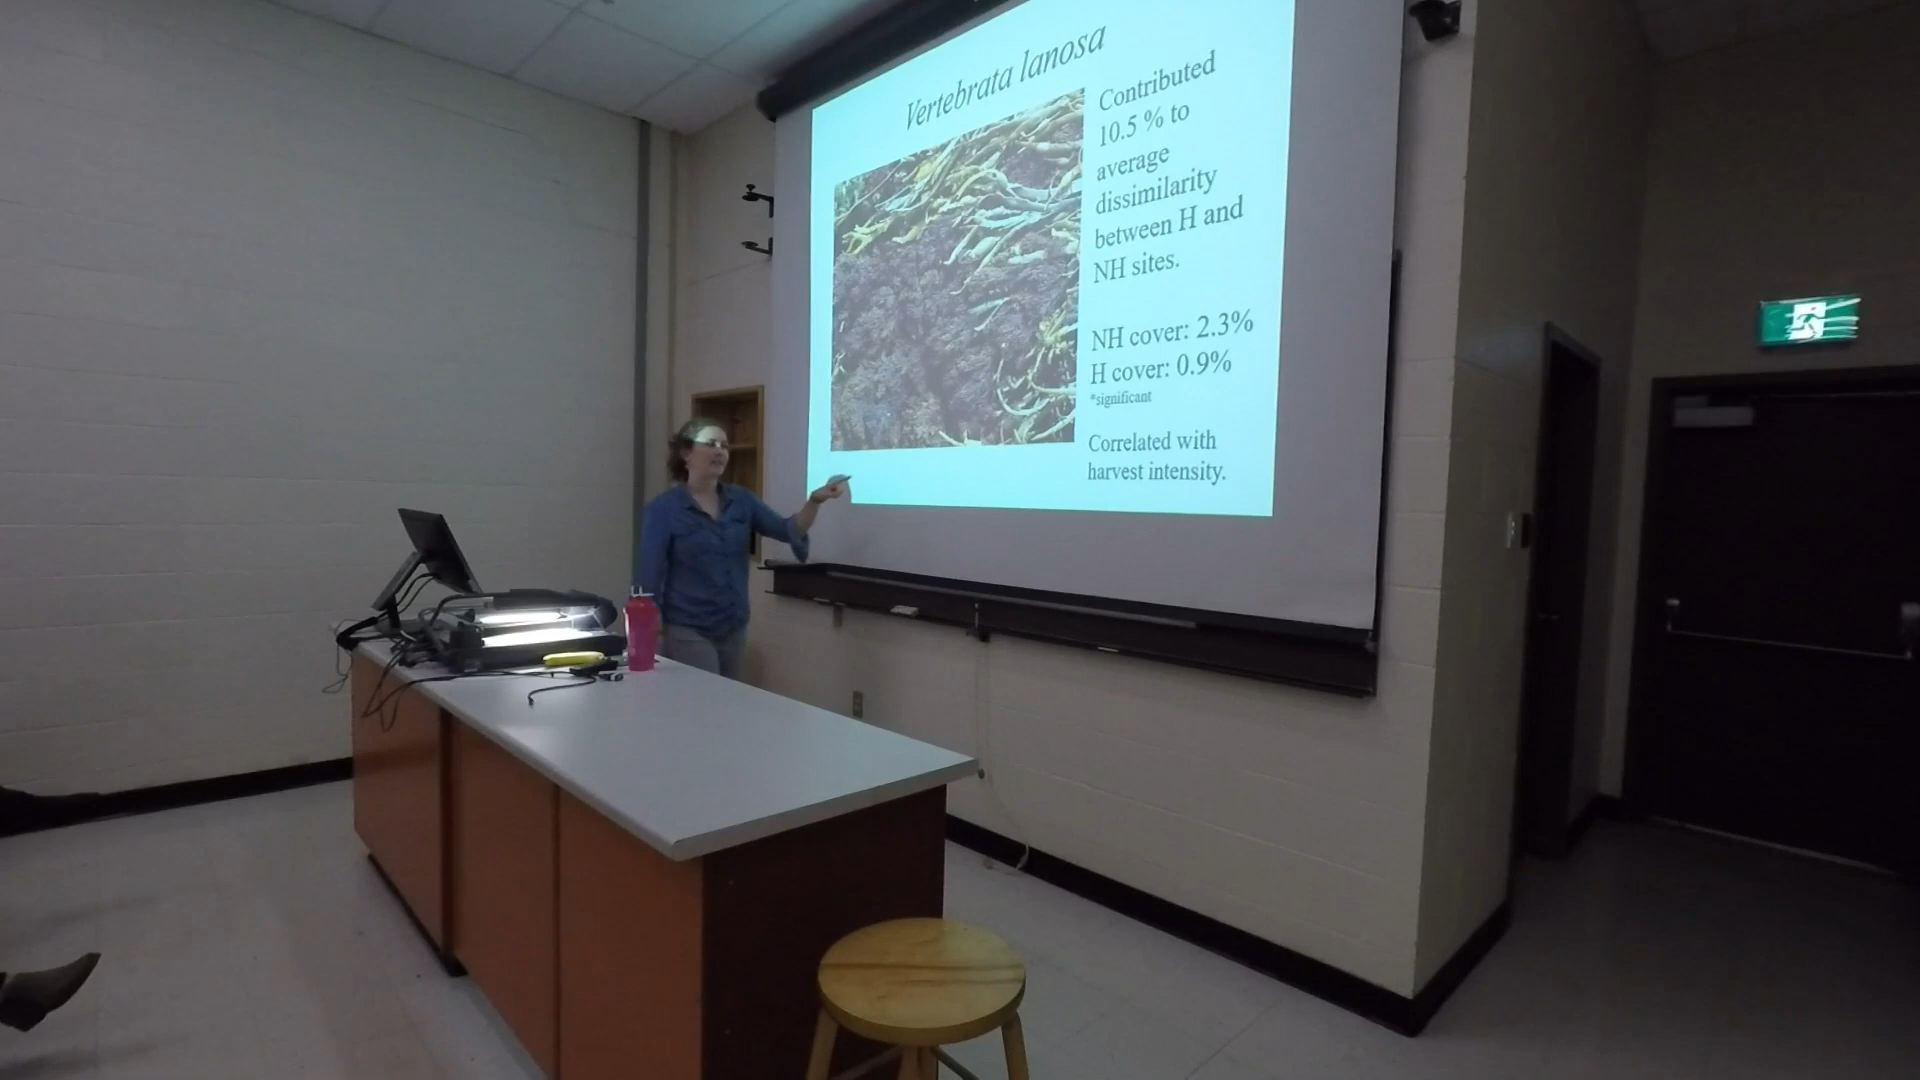 Vertebrata lanosa
Contributed
10.5 % to
average
dissimilarity
between H and
NH sites.
NH cover: 2.3%
H cover: 0.9%
*significant
Correlated with
harvest intensity.